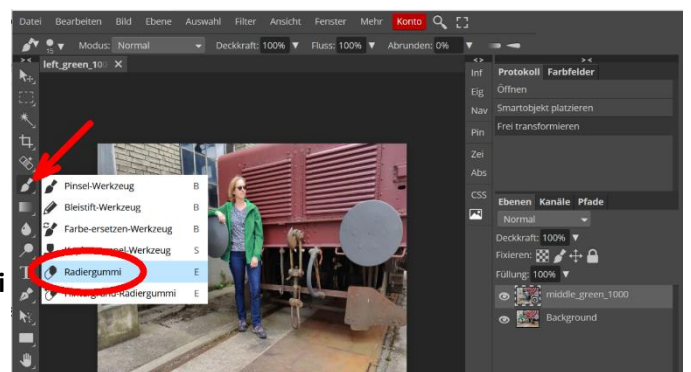 Datei Bearbeiten Bild Ebene Auswahl Filter Ansicht Fenster Mehr Konto
15 Modus: Normal Deckkraft: 100% Fluss: 100% Abrunden: 0%
left_green_10
Inf
Eig
Nav
Pin
Zei
Abs
CSS
Protokoll Farbfelder
Öffnen
Smartobjekt platzieren
Frei transformieren
Pinsel-Werkzeug B
Bleistift-Werkzeug B
Farbe-ersetzen-Werkzeug B
S
Radiergummi E
E
Ebenen Kanäle Pfade
Normal
Deckkraft: 100%
Fixieren:
Füllung: 100%
middle_green_1000
Background